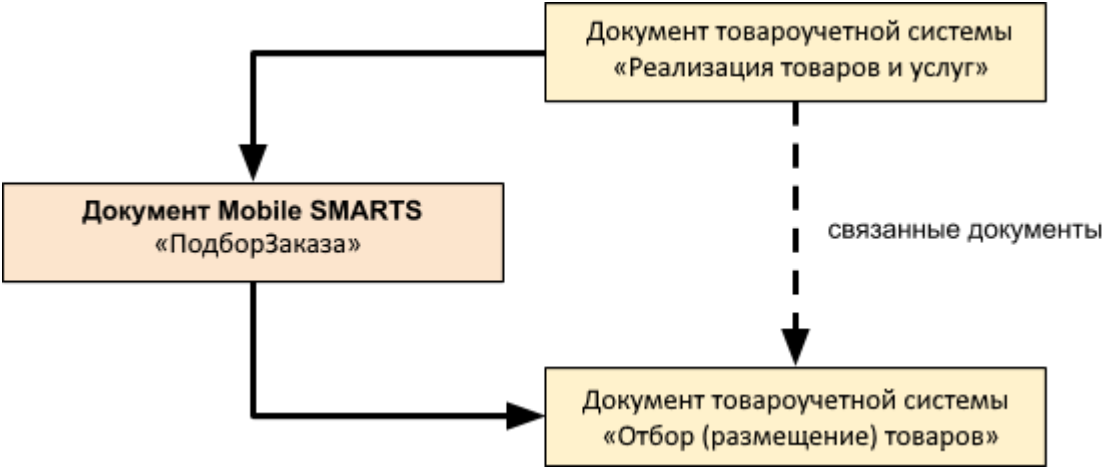 Документ товароучетной системы
«Реализация товаров и услуг»
Документ Mobile SMARTS
«ПодборЗаказа»
связанные документы
Документ товароучетной системы
«Отбор (размещение) товаров»